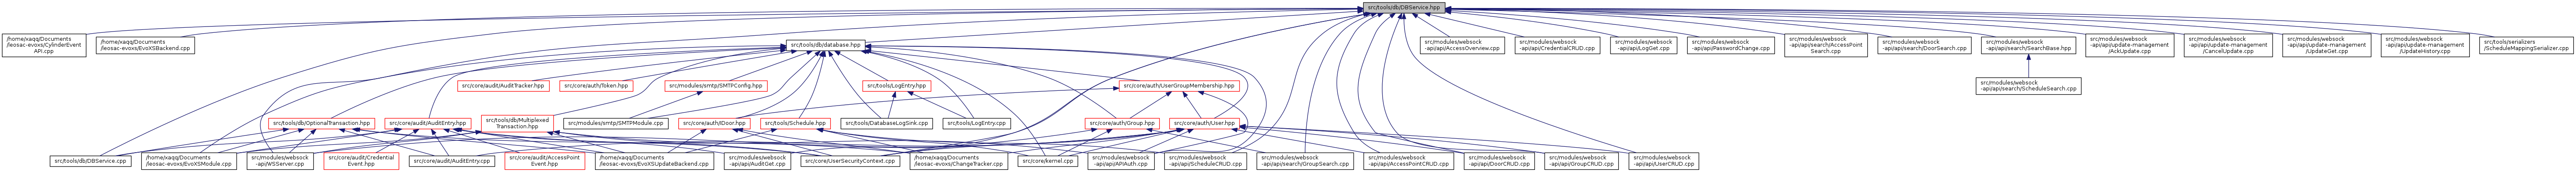 src/tools/db/DBService.hpp
/home/xaqq/Documents
/leosac-evoxs/CylinderEvent
API.cpp
/home/xaqq/Documents
/leosac-evoxs/EvoXSBackend.cpp
src/tools/db/database.hpp
src/modules/websock
-api/api/AccessOverview.cpp
src/modules/websock
-api/api/CredentialCRUD.cpp
src/modules/websock
-api/api/LogGet.cpp
src/modules/websock
-api/api/PasswordChange.cpp
src/modules/websock
-api/api/search/AccessPoint
Search.cpp
src/modules/websock
-api/api/search/DoorSearch.cpp
src/modules/websock
-api/api/search/SearchBase.hpp
src/modules/websock
-api/api/update-management
/AckUpdate.cpp
src/modules/websock
-api/api/update-management
/CancelUpdate.cpp
src/modules/websock
-api/api/update-management
/UpdateGet.cpp
src/modules/websock
-api/api/update-management
/UpdateHistory.cpp
src/tools/serializers
/ScheduleMappingSerializer.cpp
src/core/audit/AuditTracker.hpp
src/core/auth/Token.hpp
src/modules/smtp/SMTPConfig.hpp
src/tools/LogEntry.hpp
src/core/auth/UserGroupMembership.hpp
src/modules/websock
-api/api/search/ScheduleSearch.cpp
src/tools/db/OptionalTransaction.hpp
src/core/audit/AuditEntry.hpp
src/tools/db/Multiplexed
Transaction.hpp
src/modules/smtp/SMTPModule.cpp
src/core/auth/IDoor.hpp
src/tools/Schedule.hpp
src/tools/DatabaseLogSink.cpp
src/tools/LogEntry.cpp
src/core/auth/Group.hpp
src/core/auth/User.hpp
src/tools/db/DBService.cpp
/home/xaqq/Documents
/leosac-evoxs/EvoXSModule.cpp
src/modules/websock
-api/WSServer.cpp
src/core/audit/Credential
Event.hpp
src/core/audit/AuditEntry.cpp
src/core/audit/AccessPoint
Event.hpp
/home/xaqq/Documents
/leosac-evoxs/EvoXSUpdateBackend.cpp
src/modules/websock
-api/api/AuditGet.cpp
src/core/UserSecurityContext.cpp
/home/xaqq/Documents
/leosac-evoxs/ChangeTracker.cpp
src/core/kernel.cpp
src/modules/websock
-api/api/APIAuth.cpp
src/modules/websock
-api/api/ScheduleCRUD.cpp
src/modules/websock
-api/api/search/GroupSearch.cpp
src/modules/websock
-api/api/AccessPointCRUD.cpp
src/modules/websock
-api/api/DoorCRUD.cpp
src/modules/websock
-api/api/GroupCRUD.cpp
src/modules/websock
-api/api/UserCRUD.cpp